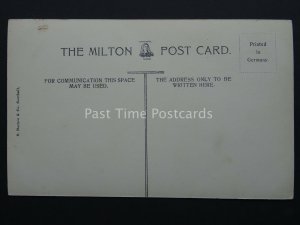 THE MILTON POST CARD.
Printed
in
Germany
FOR COMMUNICATION THIS SPACE
MAY BE USED.
THE ADDRESS ONLY TO BE
WRITTEN HERE.
Past Time Postcards